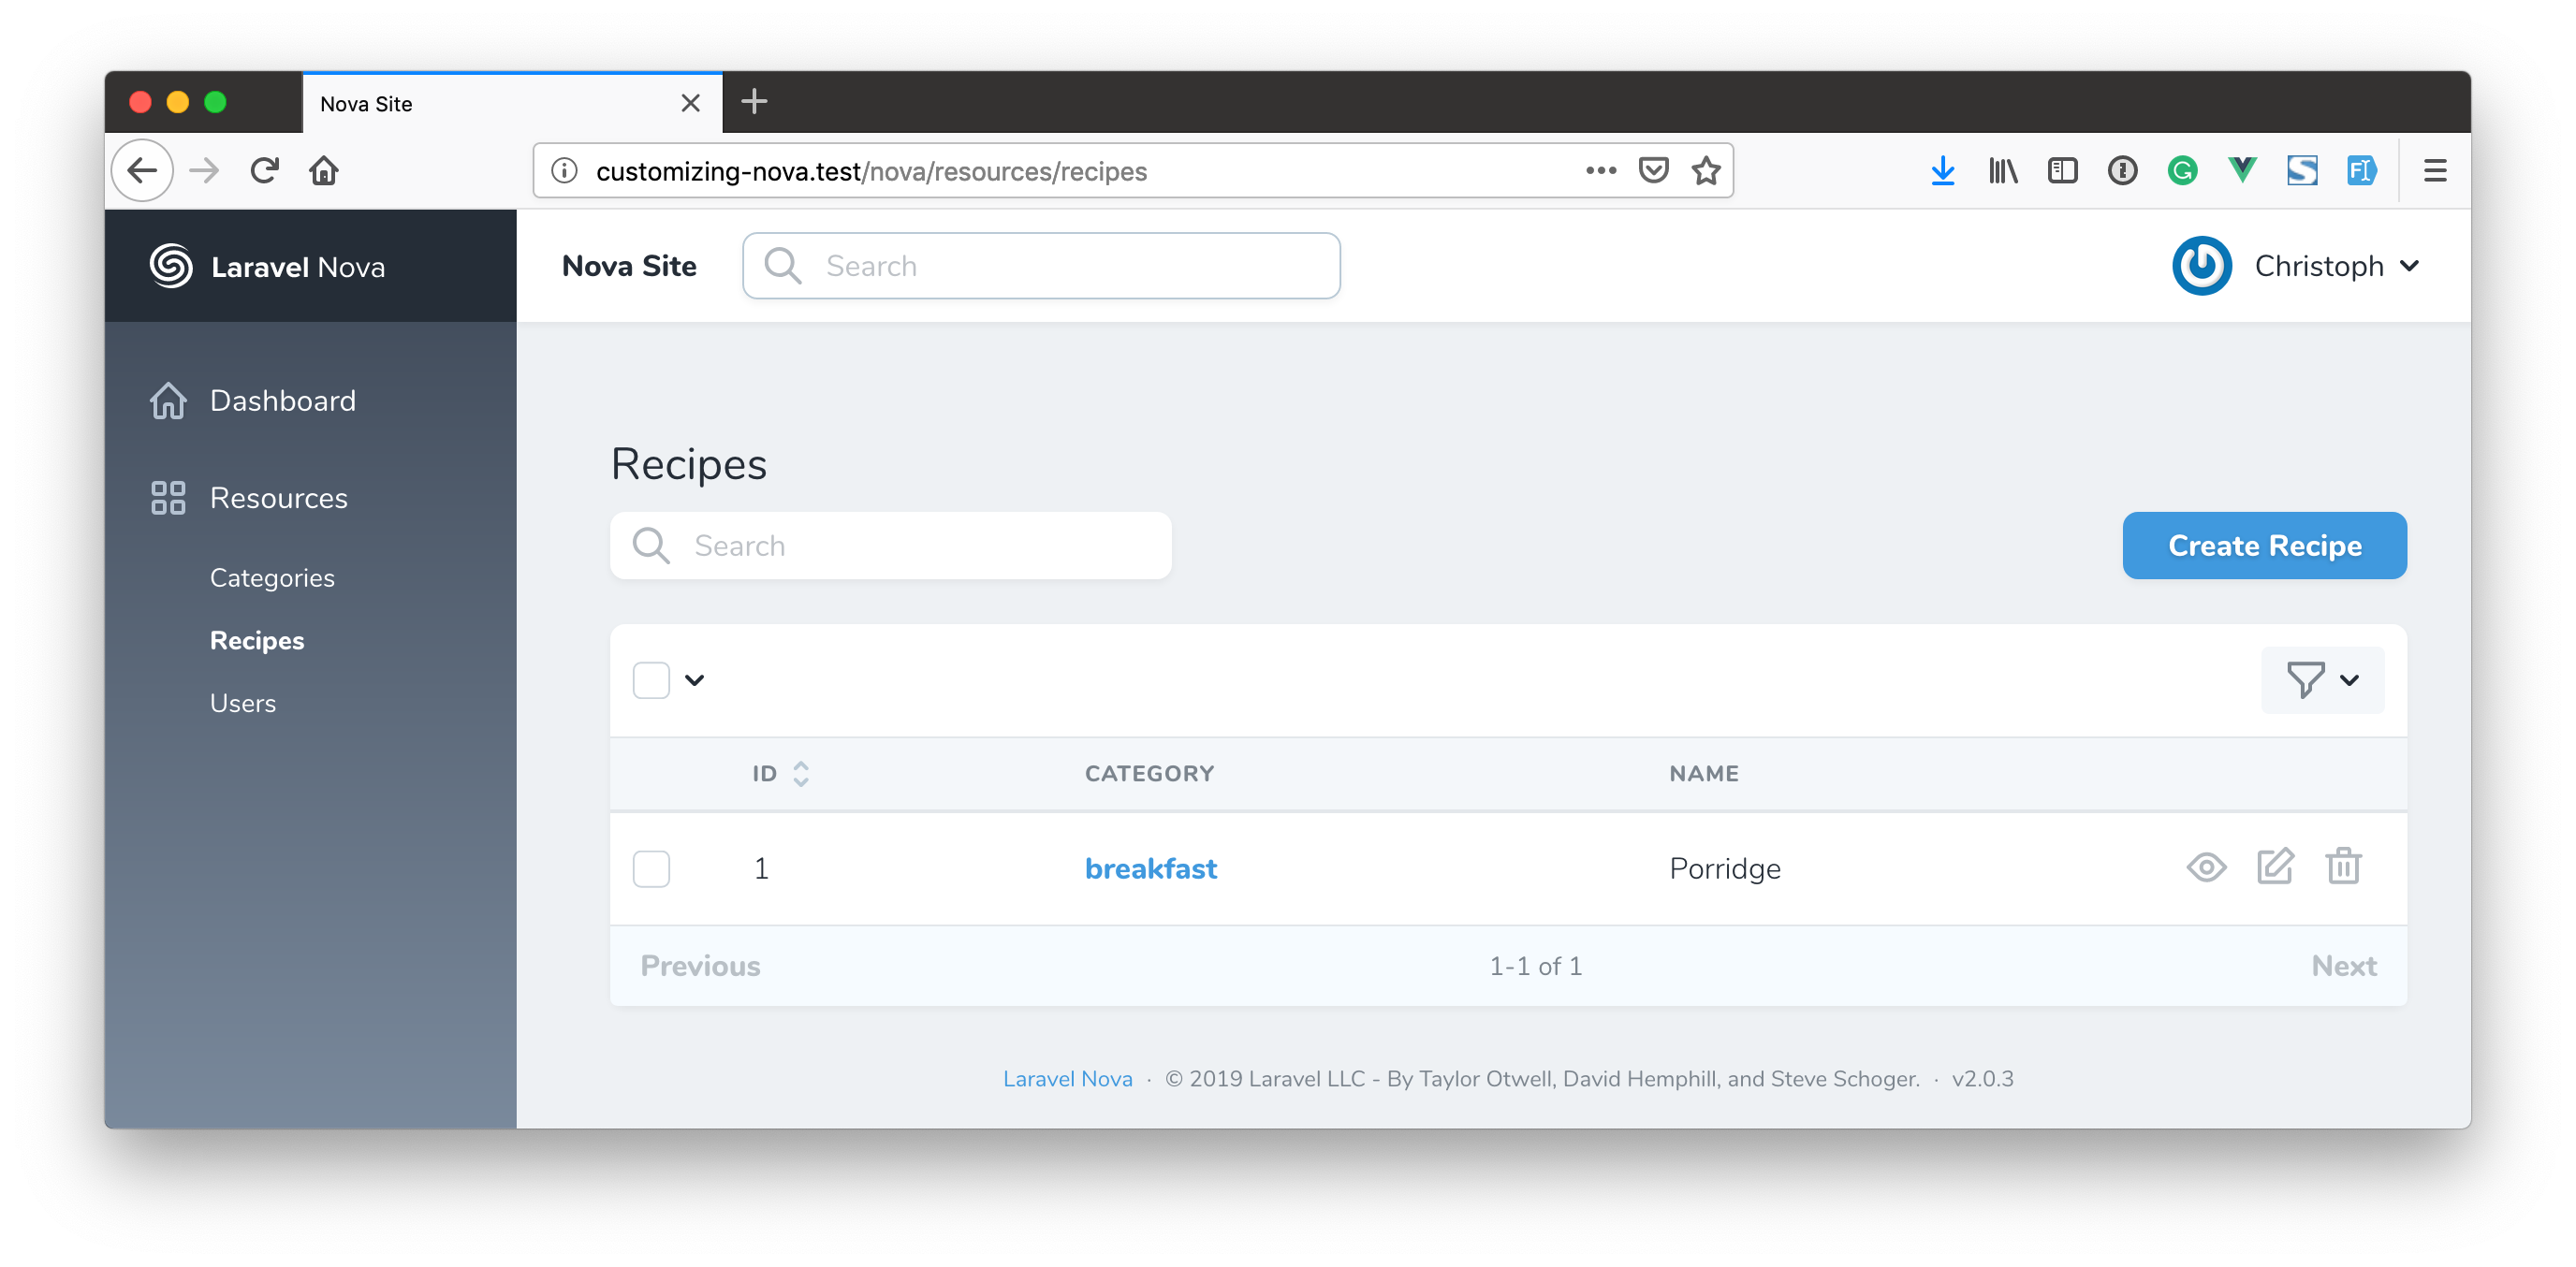 Nova Site
customizing-nova.test/nova/resources/recipes
Laravel Nova
Nova Site
Search
Christoph
Dashboard
Resources
Categories
Recipes
Users
Recipes
Search
Create Recipe
ID CATEGORY NAME
1 breakfast Porridge
Previous 1-1 of 1 Next
Laravel Nova · © 2019 Laravel LLC - By Taylor Otwell, David Hemphill, and Steve Schoger. · v2.0.3